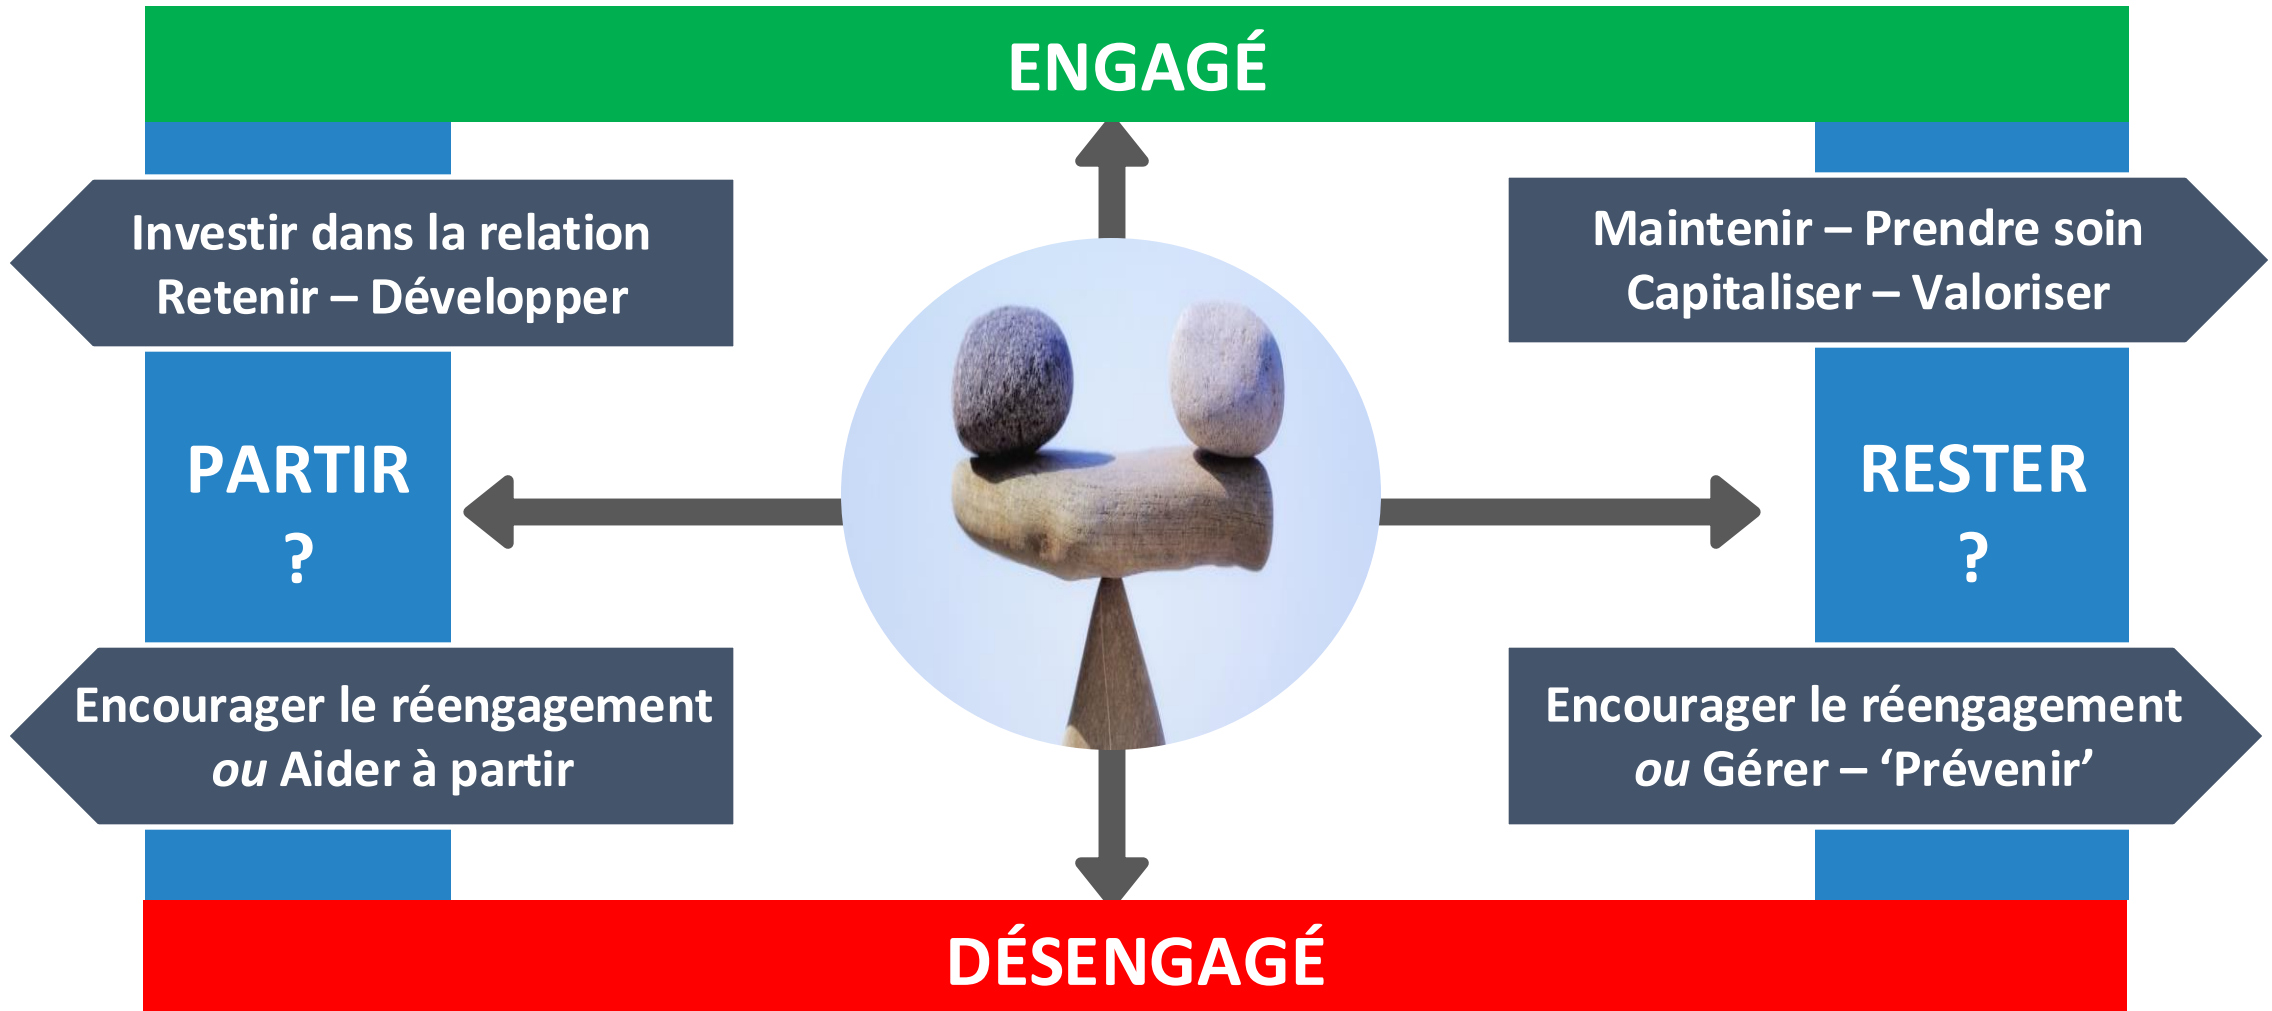 ENGAGÉ
Investir dans la relation
Retenir – Développer
Maintenir – Prendre soin
Capitaliser – Valoriser
PARTIR
?
RESTER
?
Encourager le réengagement
ou Aider à partir
Encourager le réengagement
ou Gérer – ‘Prévenir’
DÉSENGAGÉ